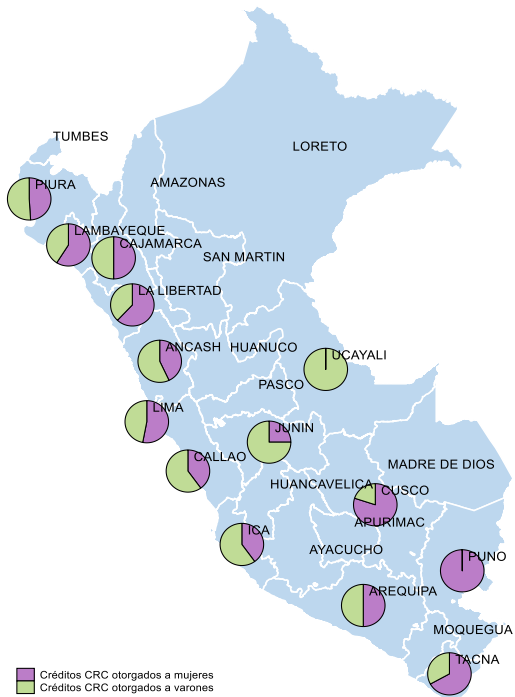 TUMBES
LORETO
PIURA
AMAZONAS
LAMBAYEQUE
CAJAMARCA
SAN MARTIN
LA LIBERTAD
ANCASH
HUANUCO
UCAYALI
PASCO
LIMA
JUNIN
CALLAO
MADRE DE DIOS
HUANCAVELICA
CUSCO
APURIMAC
ICA
AYACUCHO
PUNO
AREQUIPA
MOQUEGUA
TACNA
Créditos CRC otorgados a mujeres
Créditos CRC otorgados a varones